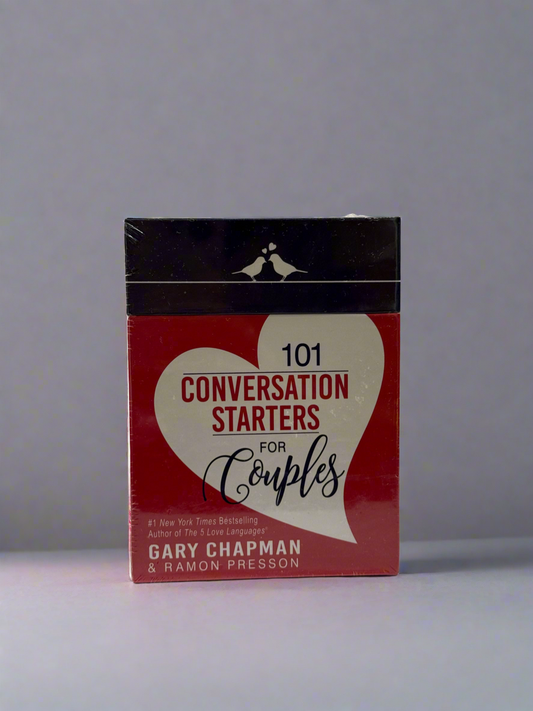 101
CONVERSATION
STARTERS
FOR
Couples
#1 New York Times Bestselling
Author of The 5 Love Languages®
GARY CHAPMAN
& RAMON PRESSON